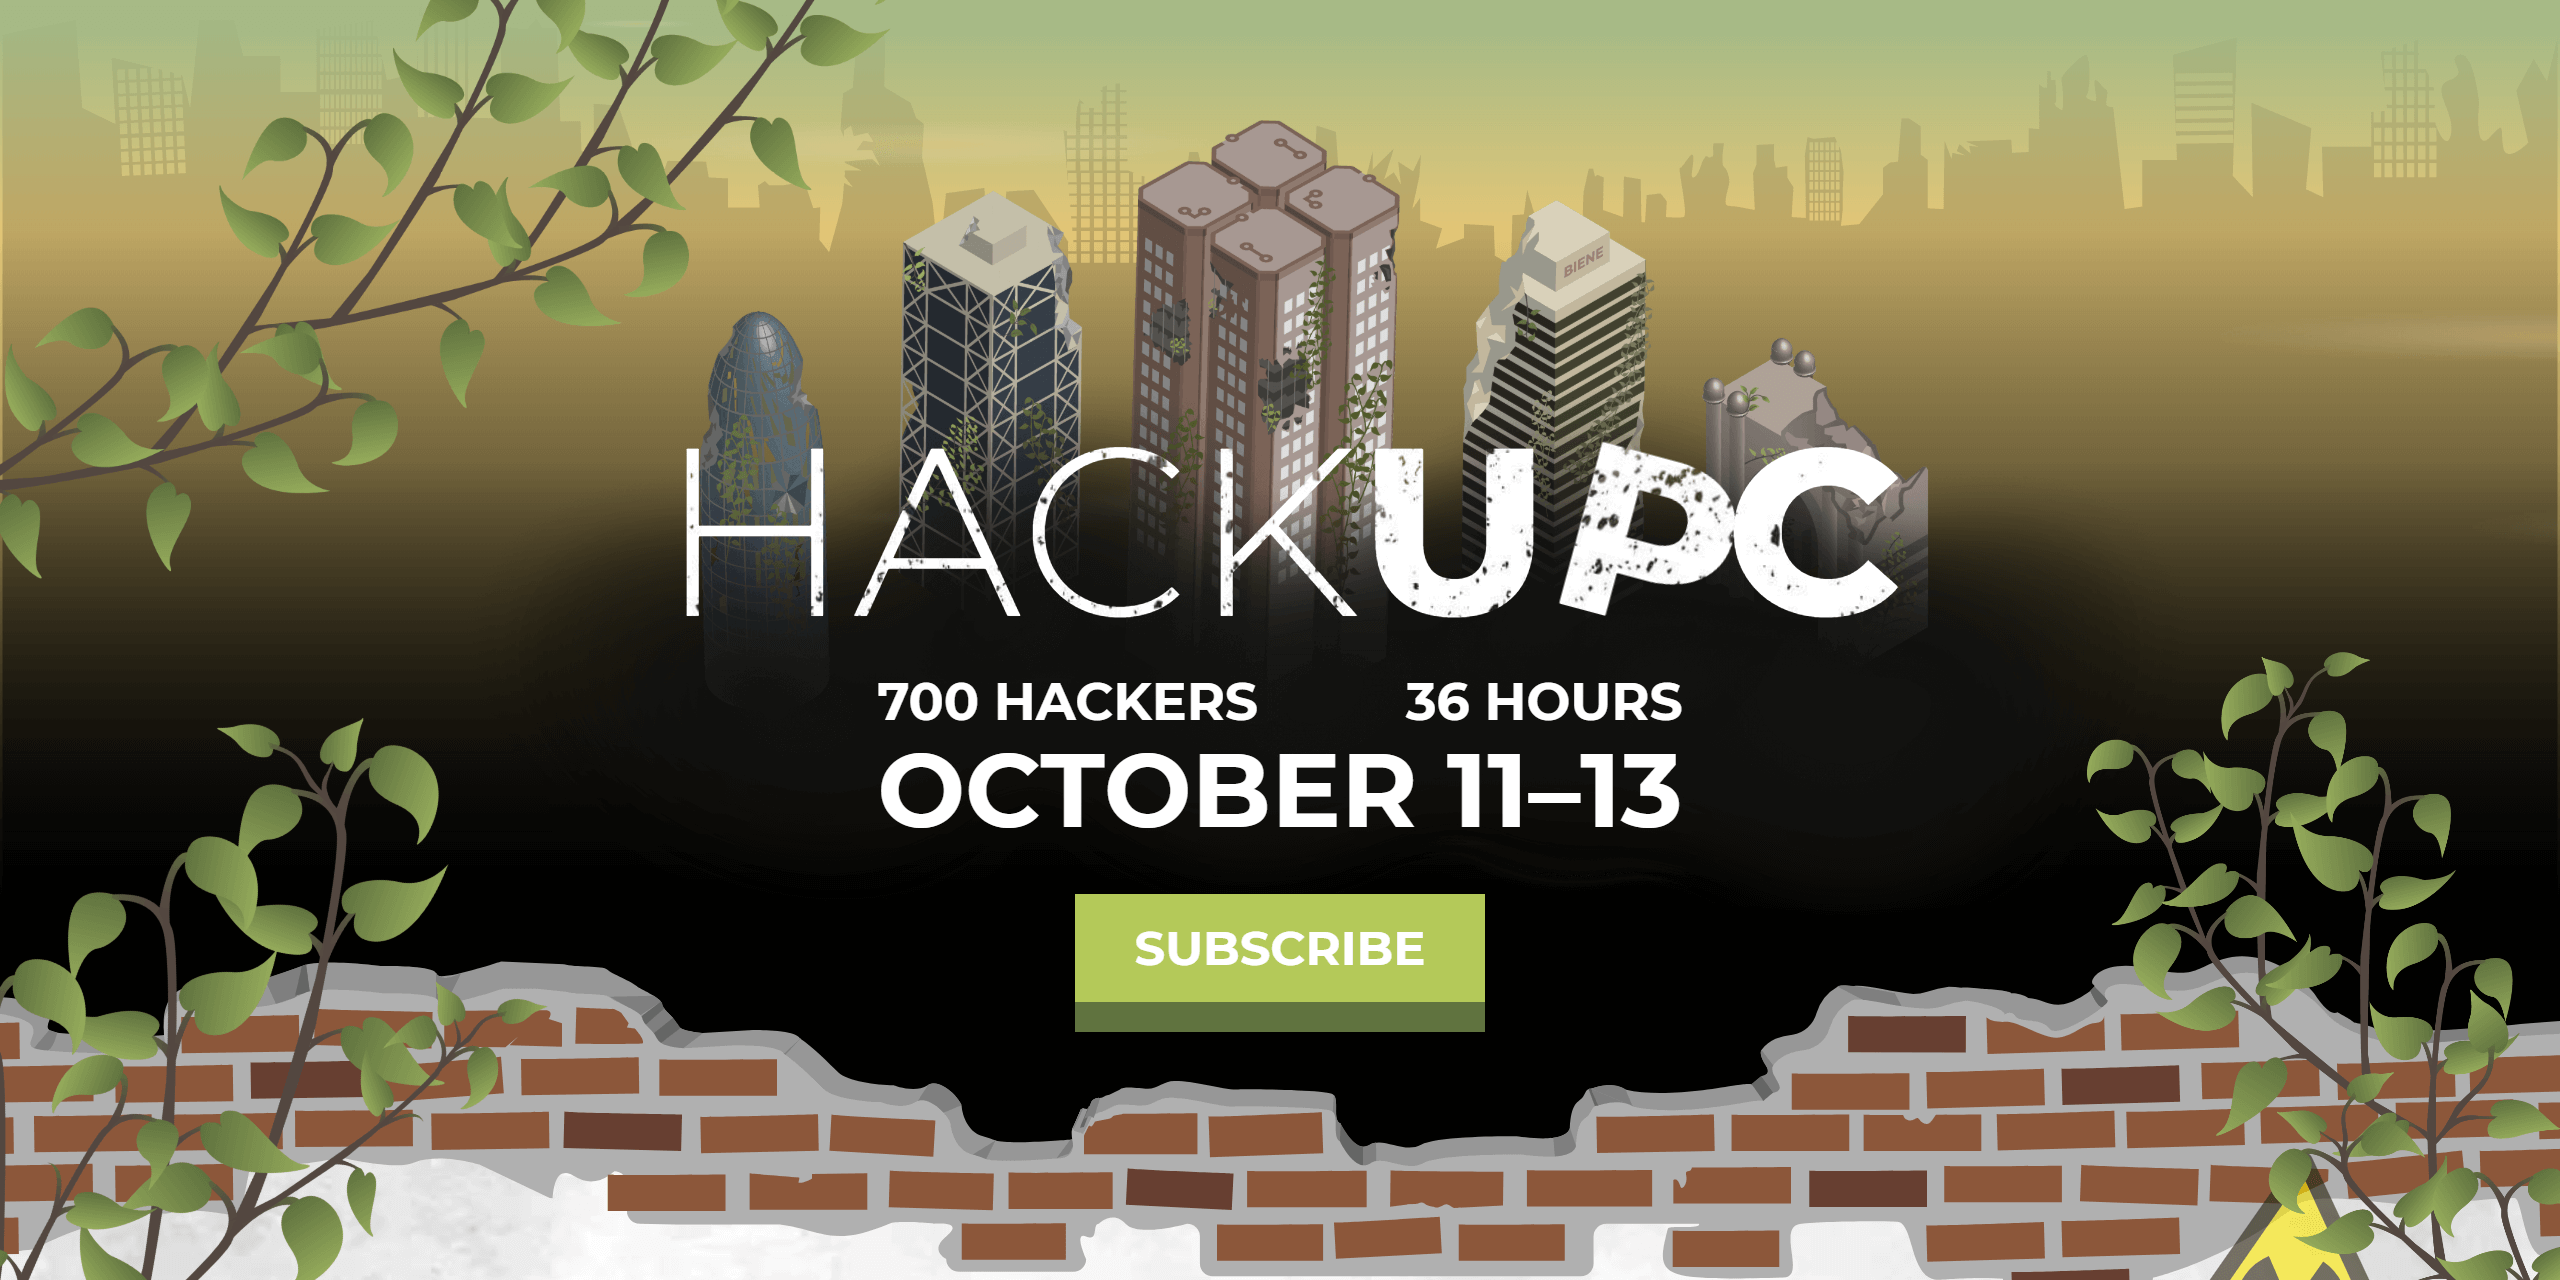 BIENE
HACKUPC
700 HACKERS 36 HOURS
OCTOBER 11–13
SUBSCRIBE